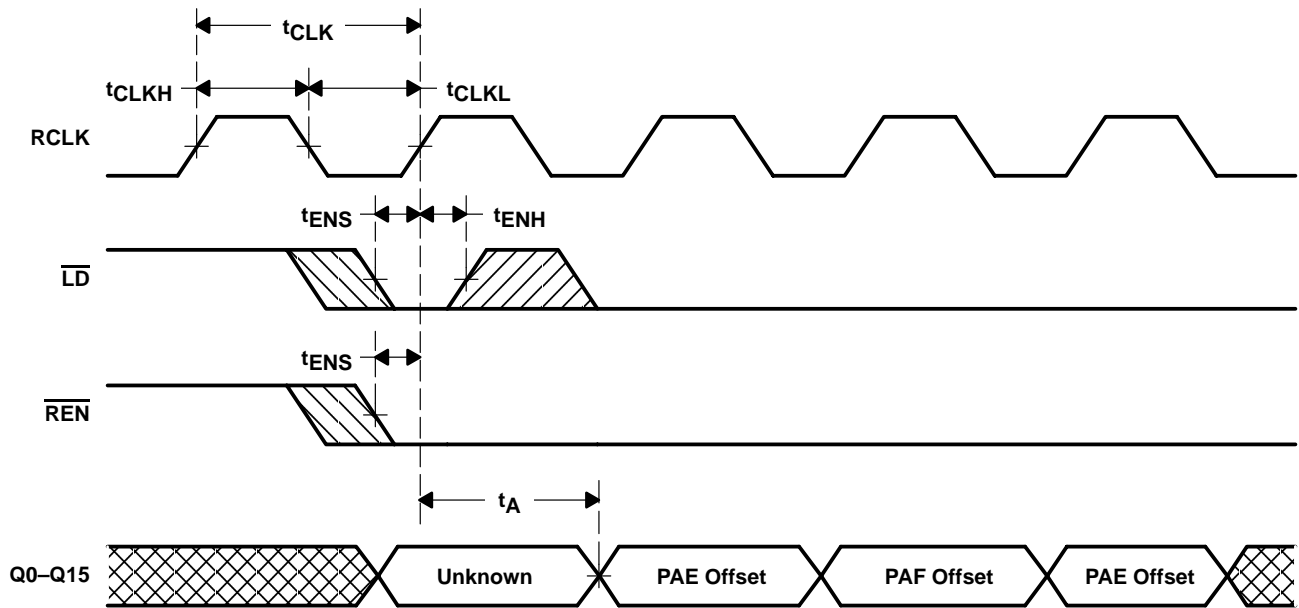 tCLK
tCLKH
tCLKL
RCLK
tENS
tENH
LD
tENS
REN
tA
Q0–Q15
Unknown
PAE Offset
PAF Offset
PAE Offset